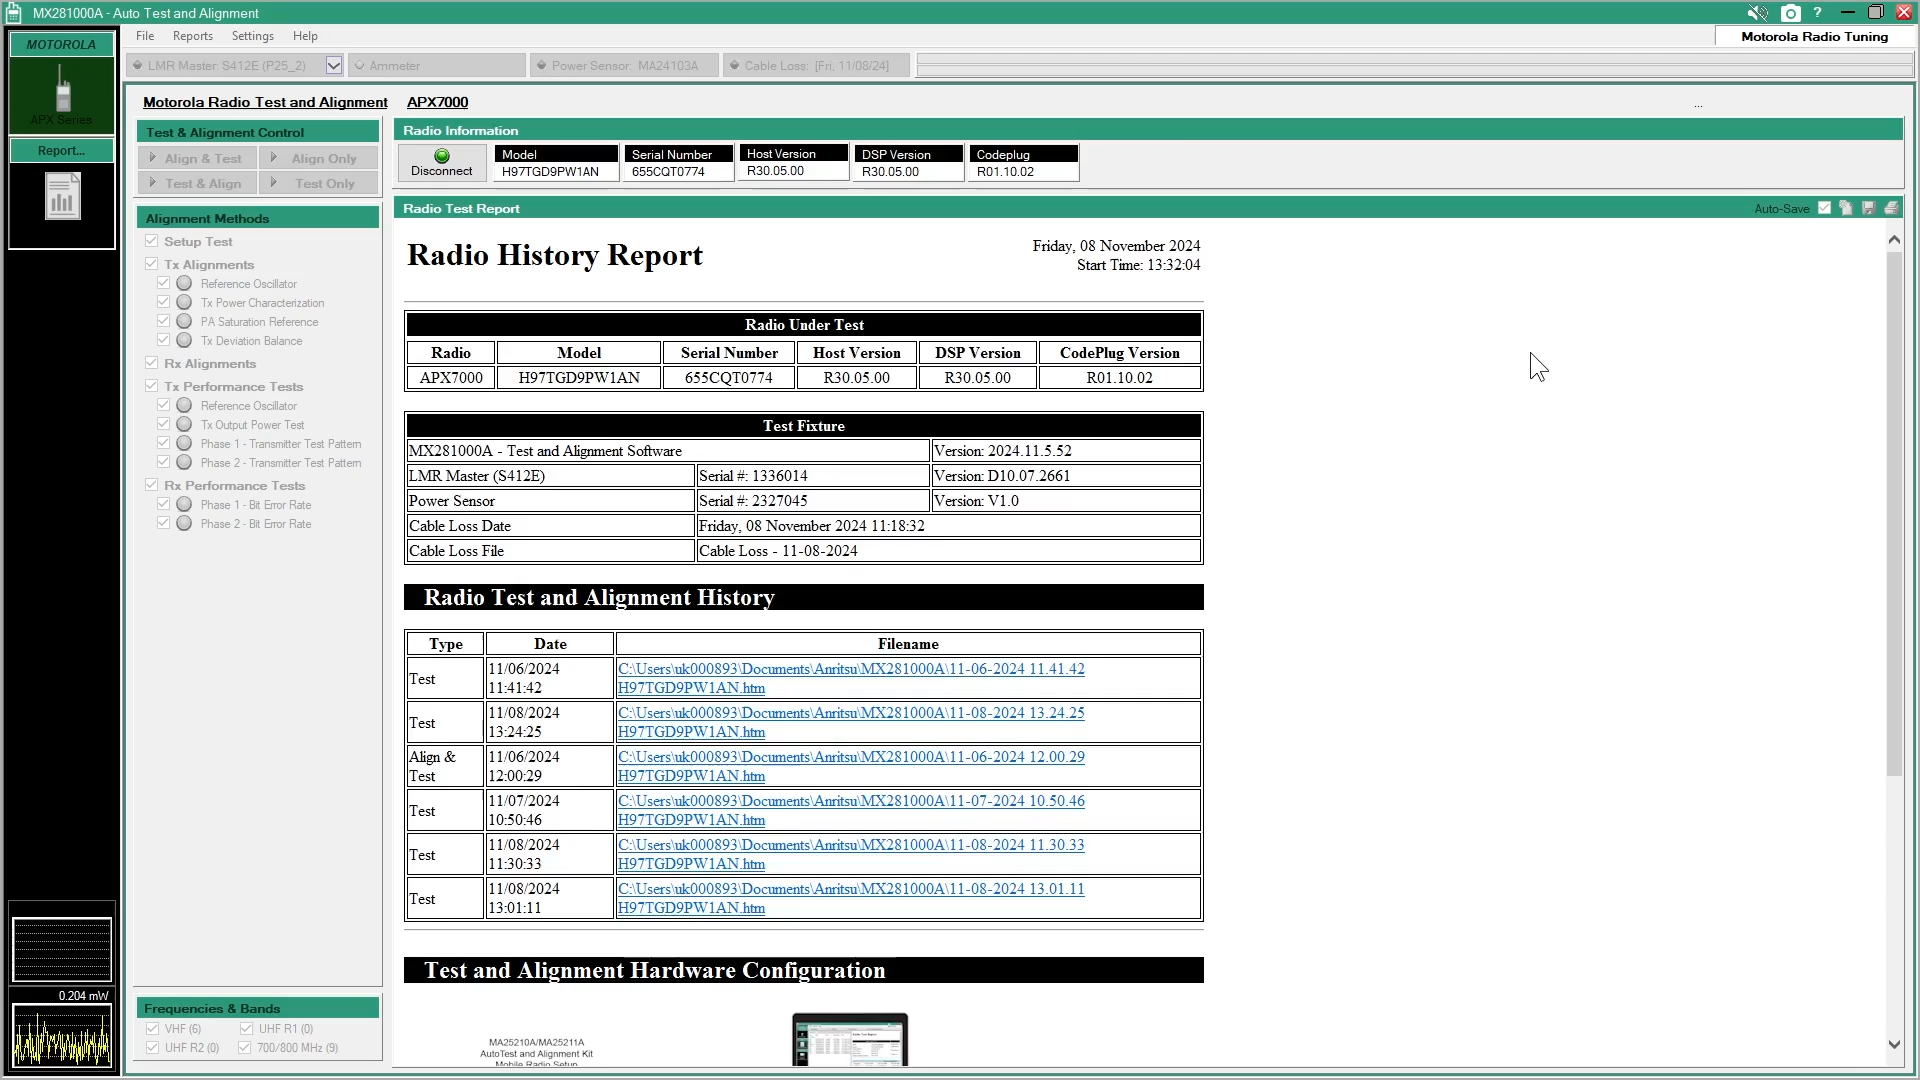 MX281000A - Auto Test and Alignment
?
MOTOROLA
APX Series
Report...
File Reports Settings Help
Motorola Radio Tuning
LMR Master: S412E (P25_2)
Ammeter
Power Sensor: MA24103A
Cable Loss: [Fri, 11/08/24]
Motorola Radio Test and Alignment APX7000
...
Test & Alignment Control
Align & Test
Align Only
Test & Align
Test Only
Alignment Methods
Setup Test
Tx Alignments
Reference Oscillator
Tx Power Characterization
PA Saturation Reference
Tx Deviation Balance
Rx Alignments
Tx Performance Tests
Reference Oscillator
Tx Output Power Test
Phase 1 - Transmitter Test Pattern
Phase 2 - Transmitter Test Pattern
Rx Performance Tests
Phase 1 - Bit Error Rate
Phase 2 - Bit Error Rate
0.204 mW
Frequencies & Bands
VHF (6) UHF R1 (0)
UHF R2 (0) 700/800 MHz (9)
Radio Information
Disconnect
Model
H97TGD9PW1AN
Serial Number
655CQT0774
Host Version
R30.05.00
DSP Version
R30.05.00
Codeplug
R01.10.02
Radio Test Report
Auto-Save
Radio History Report
Friday, 08 November 2024
Start Time: 13:32:04
Radio Under Test
Radio Model Serial Number Host Version DSP Version CodePlug Version
APX7000 H97TGD9PW1AN 655CQT0774 R30.05.00 R30.05.00 R01.10.02
Test Fixture
MX281000A - Test and Alignment Software Version: 2024.11.5.52
LMR Master (S412E) Serial #: 1336014 Version: D10.07.2661
Power Sensor Serial #: 2327045 Version: V1.0
Cable Loss Date Friday, 08 November 2024 11:18:32
Cable Loss File Cable Loss - 11-08-2024
Radio Test and Alignment History
Type Date Filename
Test 11/06/2024 11:41:42 C:\Users\uk000893\Documents\Anritsu\MX281000A\11-06-2024 11.41.42
H97TGD9PW1AN.htm
Test 11/08/2024 13:24:25 C:\Users\uk000893\Documents\Anritsu\MX281000A\11-08-2024 13.24.25
H97TGD9PW1AN.htm
Align & Test 11/06/2024 12:00:29 C:\Users\uk000893\Documents\Anritsu\MX281000A\11-06-2024 12.00.29
H97TGD9PW1AN.htm
Test 11/07/2024 10:50:46 C:\Users\uk000893\Documents\Anritsu\MX281000A\11-07-2024 10.50.46
H97TGD9PW1AN.htm
Test 11/08/2024 11:30:33 C:\Users\uk000893\Documents\Anritsu\MX281000A\11-08-2024 11.30.33
H97TGD9PW1AN.htm
Test 11/08/2024 13:01:11 C:\Users\uk000893\Documents\Anritsu\MX281000A\11-08-2024 13.01.11
H97TGD9PW1AN.htm
Test and Alignment Hardware Configuration
MA25210A/MA25211A
AutoTest and Alignment Kit
Mobile Radio Setup